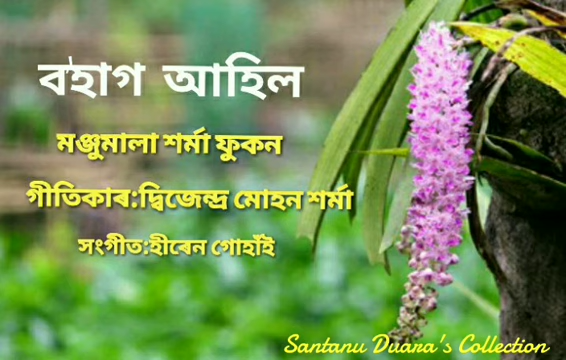 ব'হাগ আহিল
মঞ্জুমালা শৰ্মা ফুকন
গীতিকাৰ:দ্বিজেন্দ্ৰ মোহন শৰ্মা
সংগীত:হীৰেন গোহাঁই
Santanu Duara's Collection